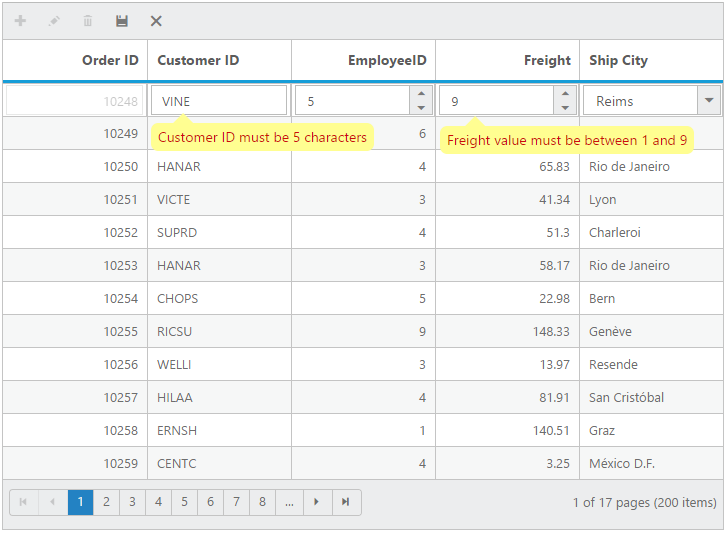 Order ID Customer ID EmployeeID Freight Ship City
10248 VINE 5 9 Reims
10249 Customer ID must be 5 characters 6 Freight value must be between 1 and 9
10250 HANAR 4 65.83 Rio de Janeiro
10251 VICTE 3 41.34 Lyon
10252 SUPRD 4 51.3 Charleroi
10253 HANAR 3 58.17 Rio de Janeiro
10254 CHOPS 5 22.98 Bern
10255 RICSU 9 148.33 Genève
10256 WELLI 3 13.97 Resende
10257 HILAA 4 81.91 San Cristóbal
10258 ERNSH 1 140.51 Graz
10259 CENTC 4 3.25 México D.F.
1 2 3 4 5 6 7 8 ... 1 of 17 pages (200 items)